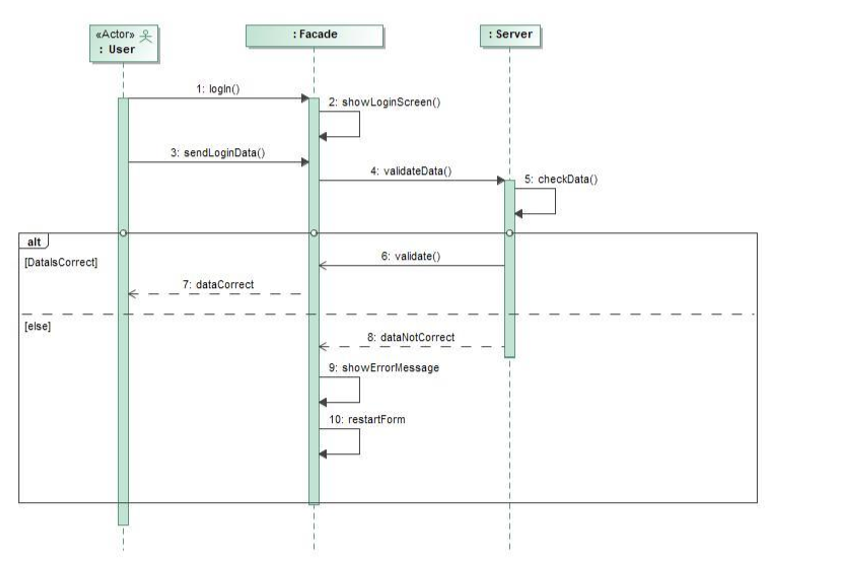 «Actor»
: User
: Facade
: Server
1: logIn()
2: showLoginScreen()
3: sendLoginData()
4: validateData()
5: checkData()
alt
[DataIsCorrect]
6: validate()
7: dataCorrect
[else]
8: dataNotCorrect
9: showErrorMessage
10: restartForm